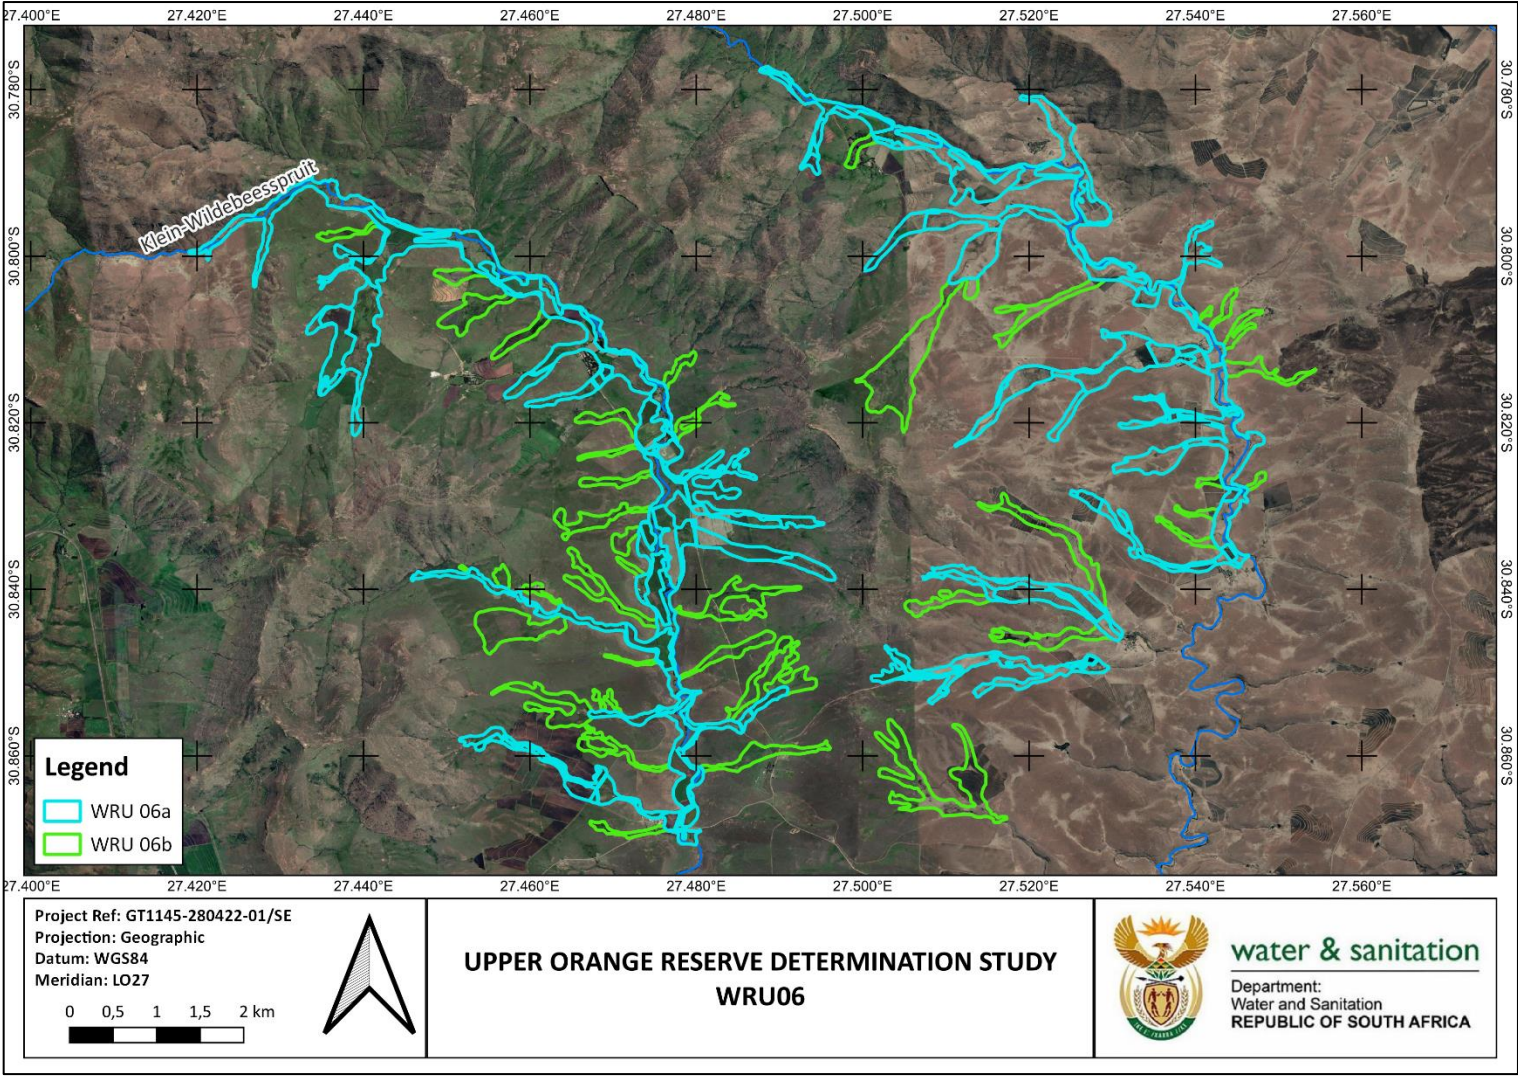 27.400°E 27.420°E 27.440°E 27.460°E 27.480°E 27.500°E 27.520°E 27.540°E 27.560°E
30.780°S 30.780°S
Klein-Wildebeesspruit
30.800°S 30.800°S
30.820°S 30.820°S
30.840°S 30.840°S
30.860°S 30.860°S
Legend
WRU 06a
WRU 06b
27.400°E 27.420°E 27.440°E 27.460°E 27.480°E 27.500°E 27.520°E 27.540°E 27.560°E
Project Ref: GT1145-280422-01/SE
Projection: Geographic
Datum: WGS84
Meridian: LO27
0 0,5 1 1,5 2 km
UPPER ORANGE RESERVE DETERMINATION STUDY
WRU06
water & sanitation
Department:
Water and Sanitation
REPUBLIC OF SOUTH AFRICA